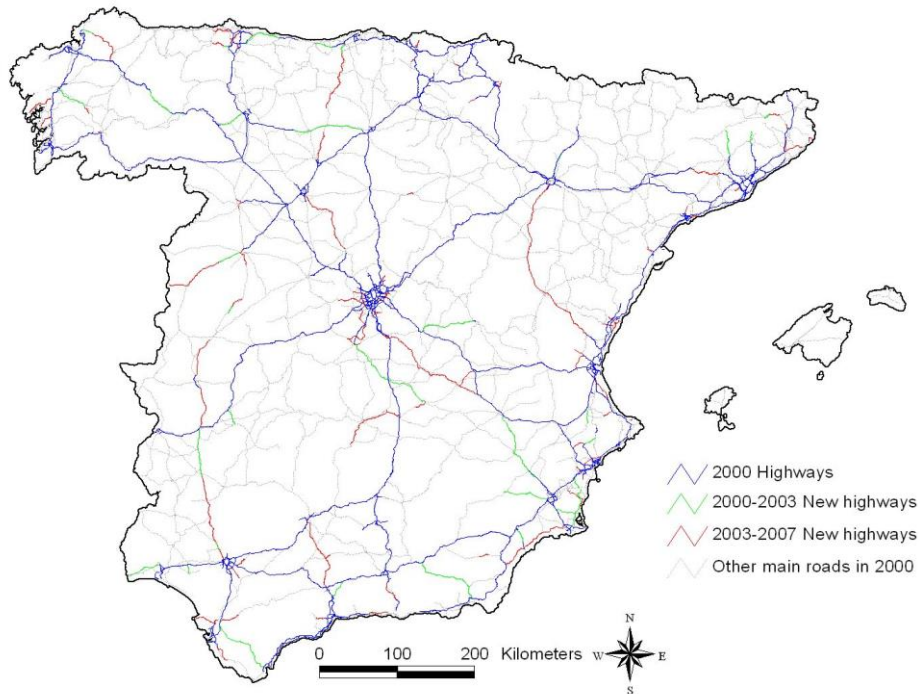 2000 Highways
2000-2003 New highways
2003-2007 New highways
Other main roads in 2000
0 100 200 Kilometers
N
W E
S